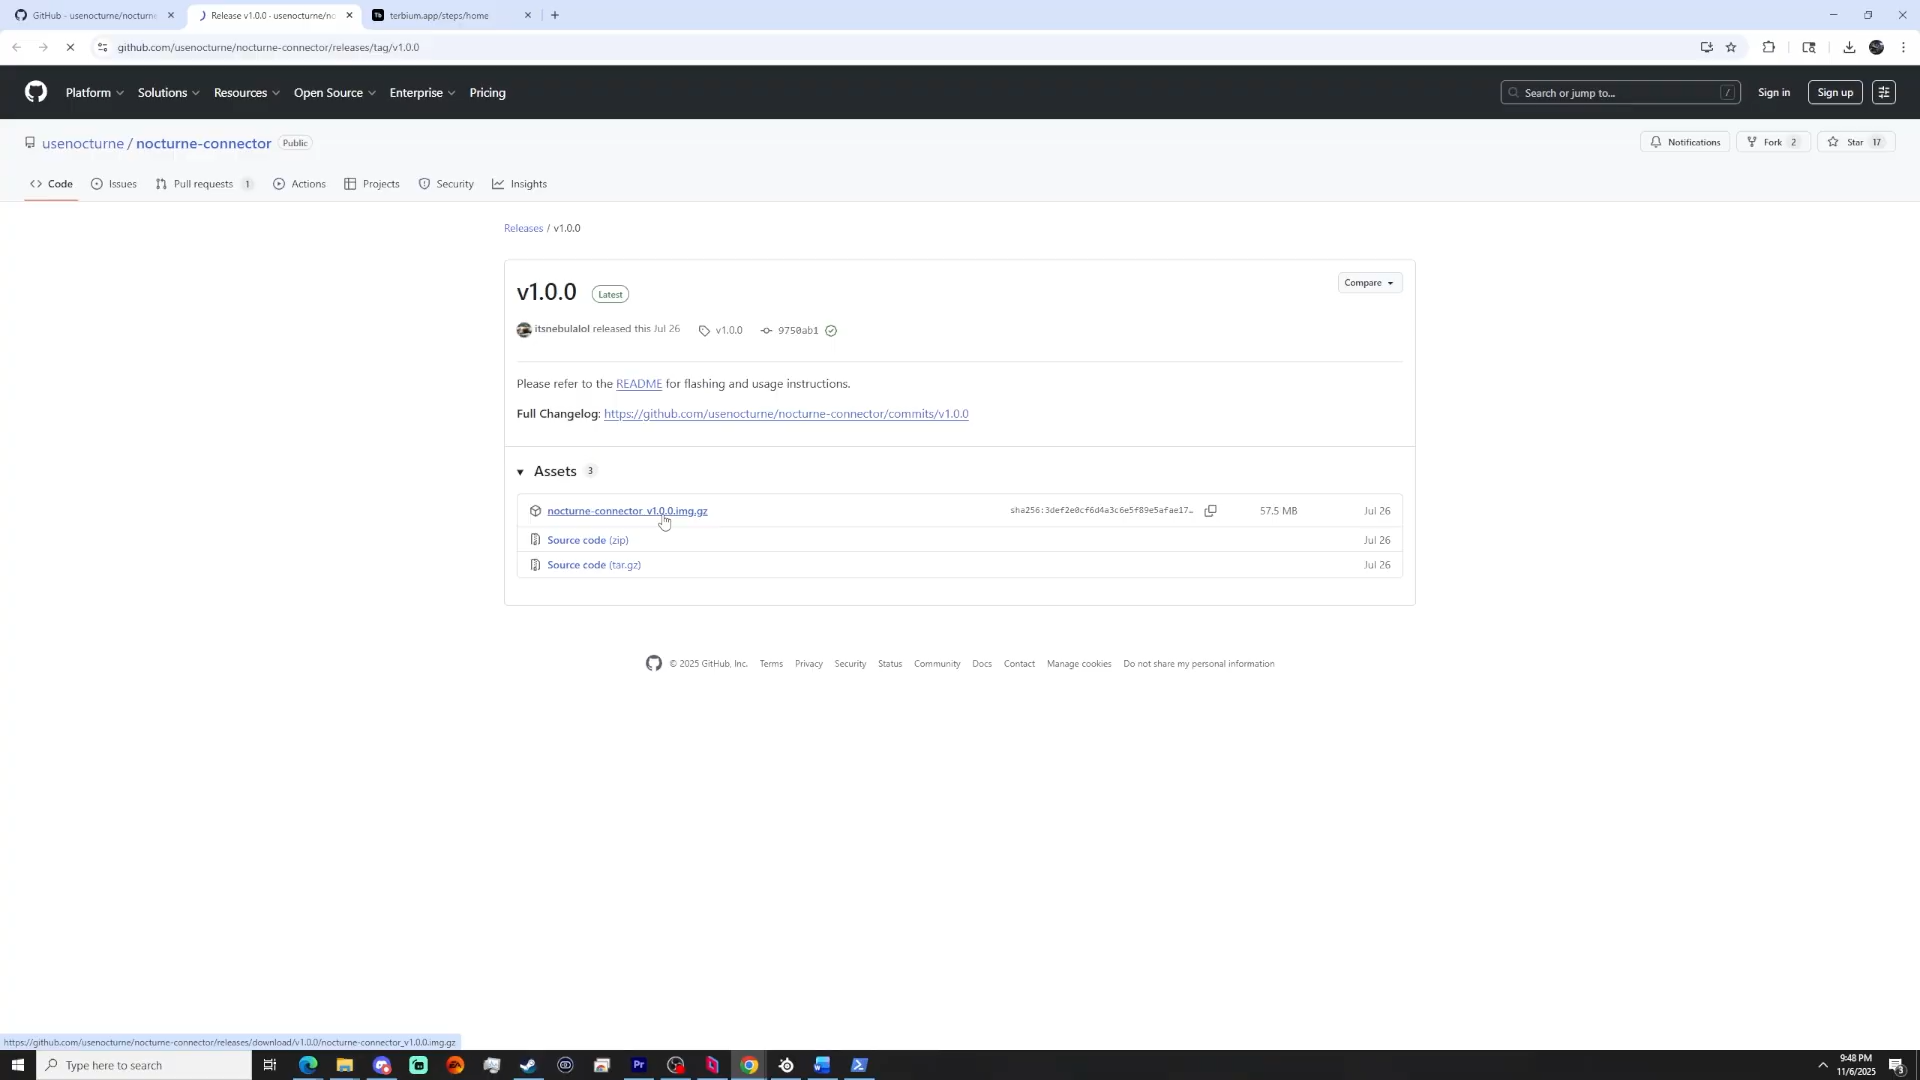 GitHub - usenocturne/nocturne
Release v1.0.0 · usenocturne/no
Tb terbium.app/steps/home
github.com/usenocturne/nocturne-connector/releases/tag/v1.0.0
Platform Solutions Resources Open Source Enterprise Pricing
Search or jump to... /
Sign in
Sign up
usenocturne / nocturne-connector Public
Notifications
Fork 2
Star 17
Code Issues Pull requests 1 Actions Projects Security Insights
Releases / v1.0.0
v1.0.0 Latest
Compare
itsnebulalol released this Jul 26 v1.0.0 9750ab1
Please refer to the README for flashing and usage instructions.
Full Changelog: https://github.com/usenocturne/nocturne-connector/commits/v1.0.0
Assets 3
nocturne-connector_v1.0.0.img.gz sha256:3def2e0cf6d4a3c6e5f89e5afae17… 57.5 MB Jul 26
Source code (zip) Jul 26
Source code (tar.gz) Jul 26
© 2025 GitHub, Inc. Terms Privacy Security Status Community Docs Contact Manage cookies Do not share my personal information
https://github.com/usenocturne/nocturne-connector/releases/download/v1.0.0/nocturne-connector_v1.0.0.img.gz
Type here to search
EA
Pr
9:48 PM
11/6/2025
3